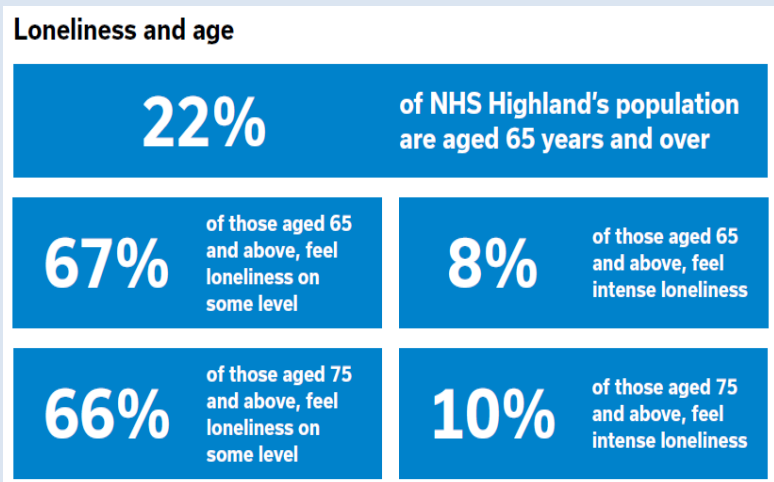 Loneliness and age
22%
of NHS Highland's population
are aged 65 years and over
67%
of those aged 65
and above, feel
loneliness on
some level
8%
of those aged 65
and above, feel
intense loneliness
66%
of those aged 75
and above, feel
loneliness on
some level
10%
of those aged 75
and above, feel
intense loneliness